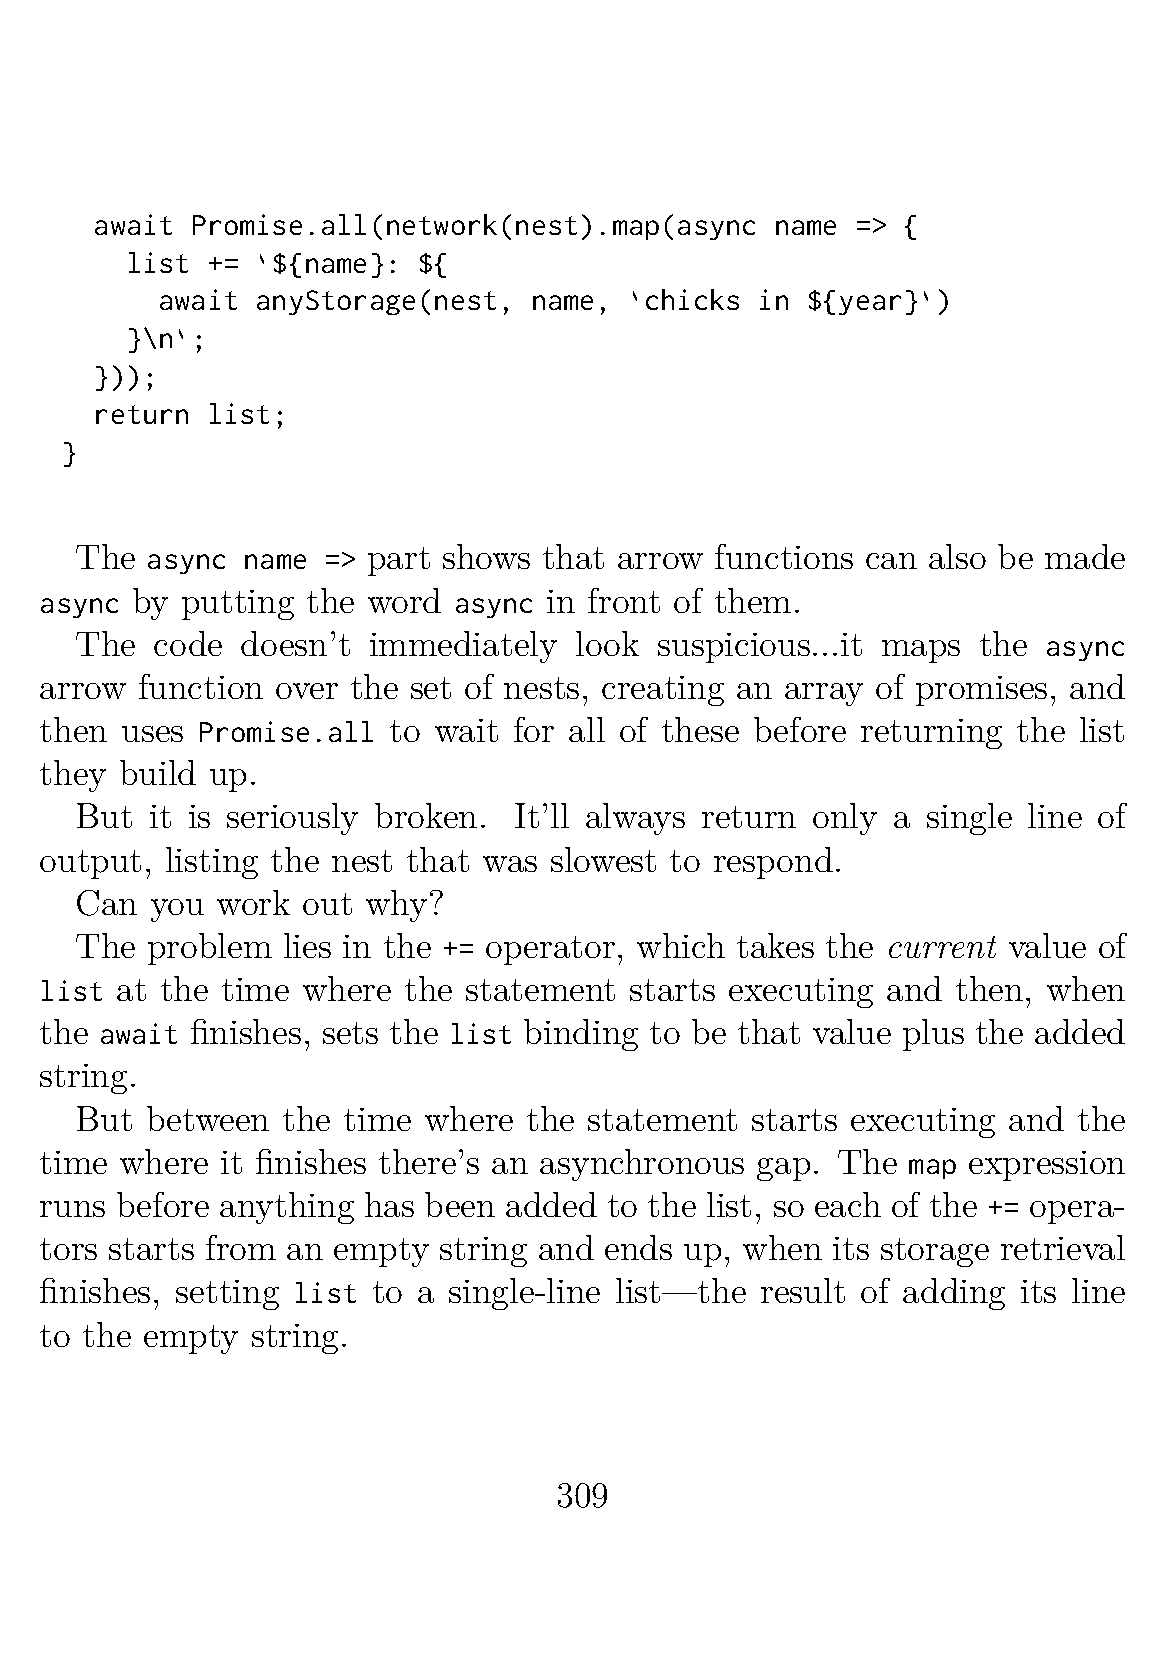 await Promise.all(network(nest).map(async name => {
list += `${name}: ${
await anyStorage(nest, name, `chicks in ${year}`)
}\n`;
}));
return list;
}
The async name => part shows that arrow functions can also be made
async by putting the word async in front of them.
The code doesn't immediately look suspicious...it maps the async
arrow function over the set of nests, creating an array of promises, and
then uses Promise.all to wait for all of these before returning the list
they build up.
But it is seriously broken. It'll always return only a single line of
output, listing the nest that was slowest to respond.
Can you work out why?
The problem lies in the += operator, which takes the current value of
list at the time where the statement starts executing and then, when
the await finishes, sets the list binding to be that value plus the added
string.
But between the time where the statement starts executing and the
time where it finishes there's an asynchronous gap. The map expression
runs before anything has been added to the list, so each of the += opera-
tors starts from an empty string and ends up, when its storage retrieval
finishes, setting list to a single-line list—the result of adding its line
to the empty string.
309